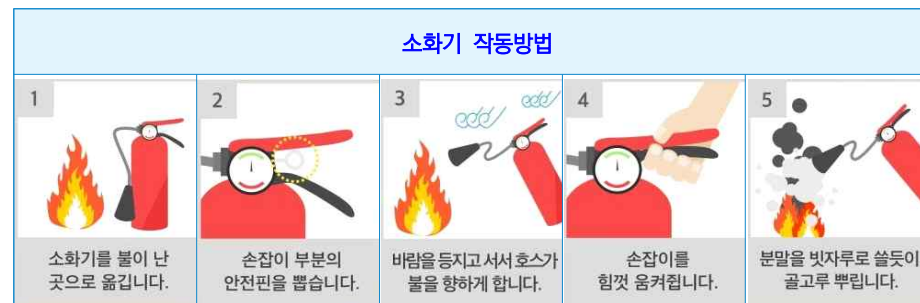 소화기 작동방법
1
소화기를 불이 난
곳으로 옮깁니다.
2
손잡이 부분의
안전핀을 뽑습니다.
3
바람을 등지고 서서 호스가
불을 향하게 합니다.
4
손잡이를
힘껏 움켜쥡니다.
5
분말을 빗자루로 쓸듯이
골고루 뿌립니다.